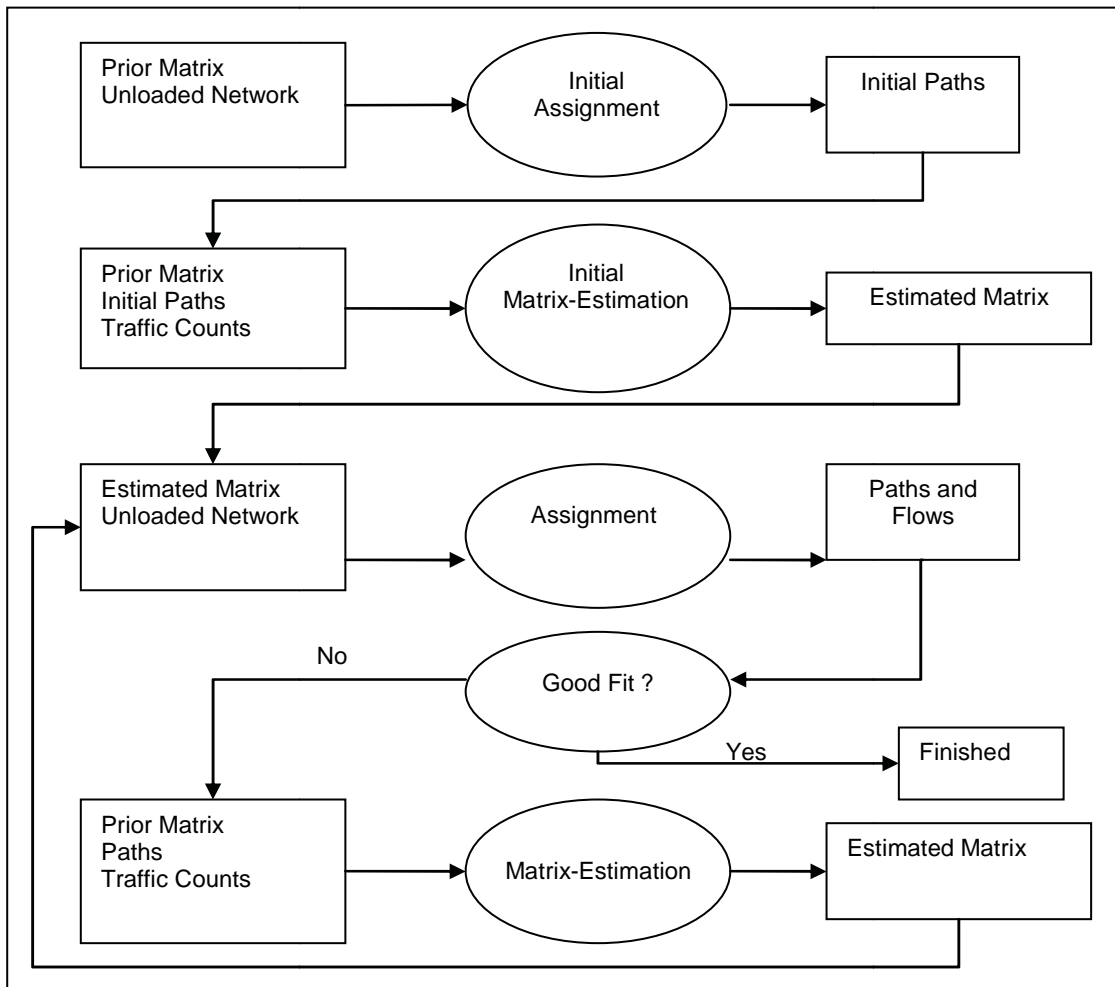 Prior Matrix
Unloaded Network
Initial
Assignment
Initial Paths
Prior Matrix
Initial Paths
Traffic Counts
Initial
Matrix-Estimation
Estimated Matrix
Estimated Matrix
Unloaded Network
Assignment
Paths and
Flows
No
Good Fit ?
Yes
Finished
Prior Matrix
Paths
Traffic Counts
Matrix-Estimation
Estimated Matrix